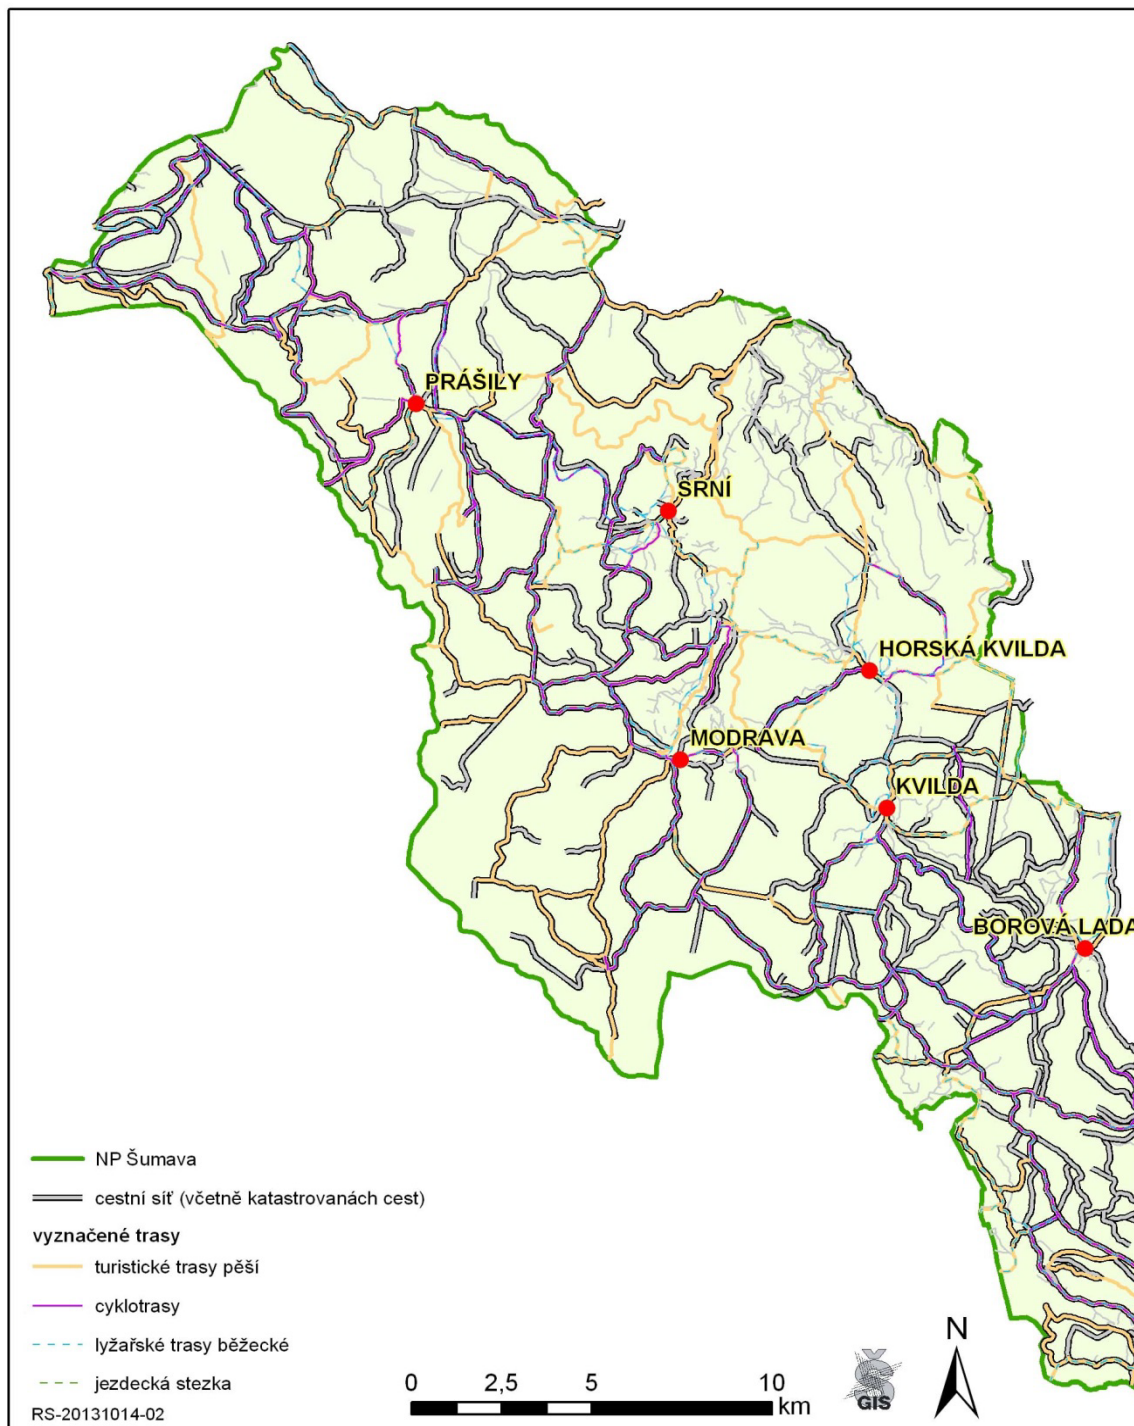 PRÁŠILY
SRNÍ
HORSKÁ KVILDA
MODRAVA
KVILDA
BOROVÁ LADA
NP Šumava
cestní síť (včetně katastrovanách cest)
vyznačené trasy
turistické trasy pěší
cyklotrasy
lyžařské trasy běžecké
jezdecká stezka
RS-20131014-02
0 2,5 5 10
km
Š
GIS
N